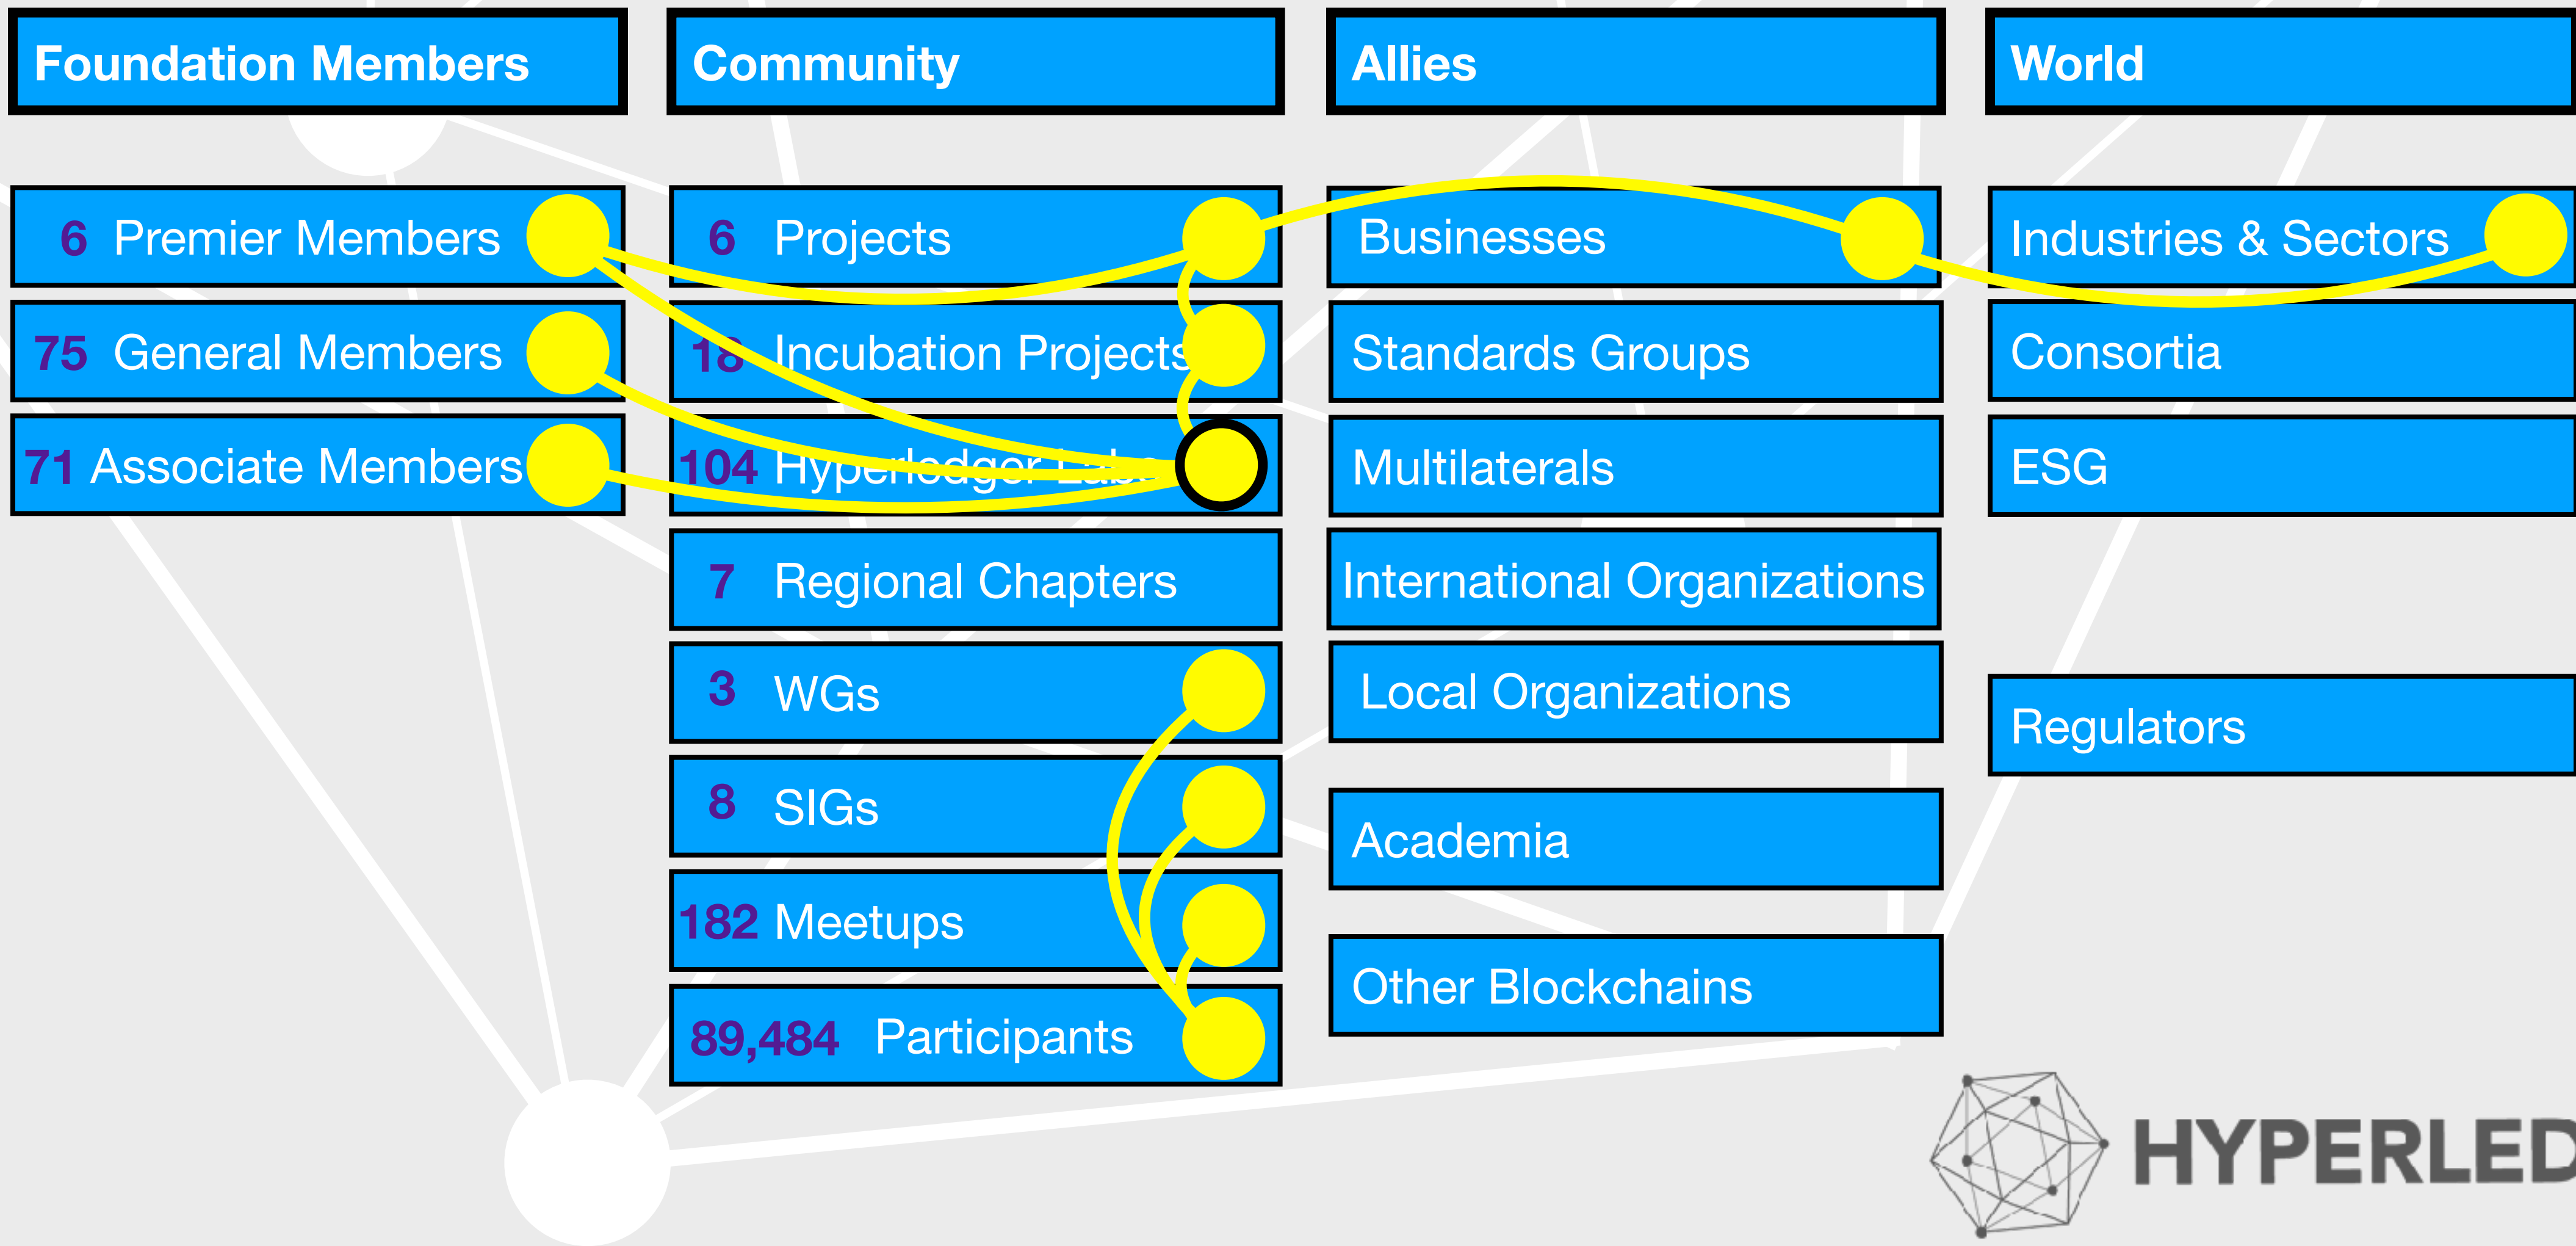 Foundation Members
6 Premier Members
75 General Members
71 Associate Members
Community
6 Projects
18 Incubation Projects
104 Hyperledger Labs
7 Regional Chapters
3 WGs
8 SIGs
182 Meetups
89,484 Participants
Allies
Businesses
Standards Groups
Multilaterals
International Organizations
Local Organizations
Academia
Other Blockchains
World
Industries & Sectors
Consortia
ESG
Regulators
HYPERLED